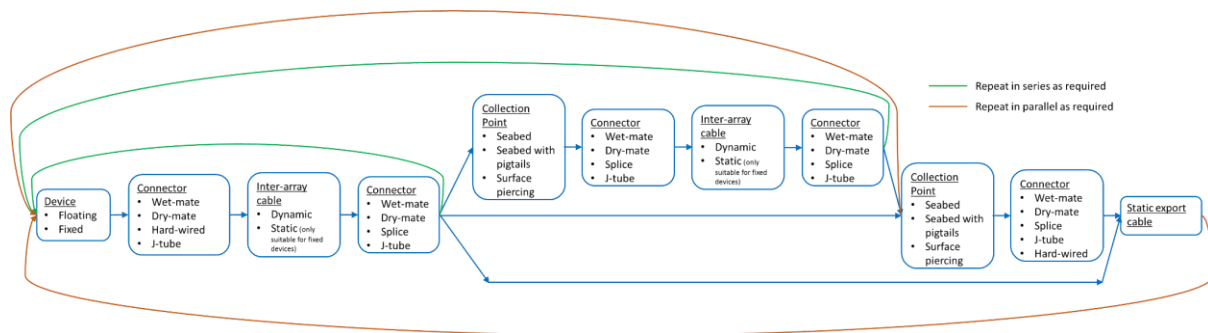 Repeat in series as required
Repeat in parallel as required
Device
• Floating
• Fixed
Connector
• Wet-mate
• Dry-mate
• Hard-wired
• J-tube
Inter-array
cable
• Dynamic
• Static (only
suitable for fixed
devices)
Connector
• Wet-mate
• Dry-mate
• Splice
• J-tube
Collection
Point
• Seabed
• Seabed with
pigtails
• Surface
piercing
Connector
• Wet-mate
• Dry-mate
• Splice
• J-tube
Inter-array
cable
• Dynamic
• Static (only
suitable for fixed
devices)
Connector
• Wet-mate
• Dry-mate
• Splice
• J-tube
Collection
Point
• Seabed
• Seabed with
pigtails
• Surface
piercing
Connector
• Wet-mate
• Dry-mate
• Splice
• J-tube
• Hard-wired
Static export
cable